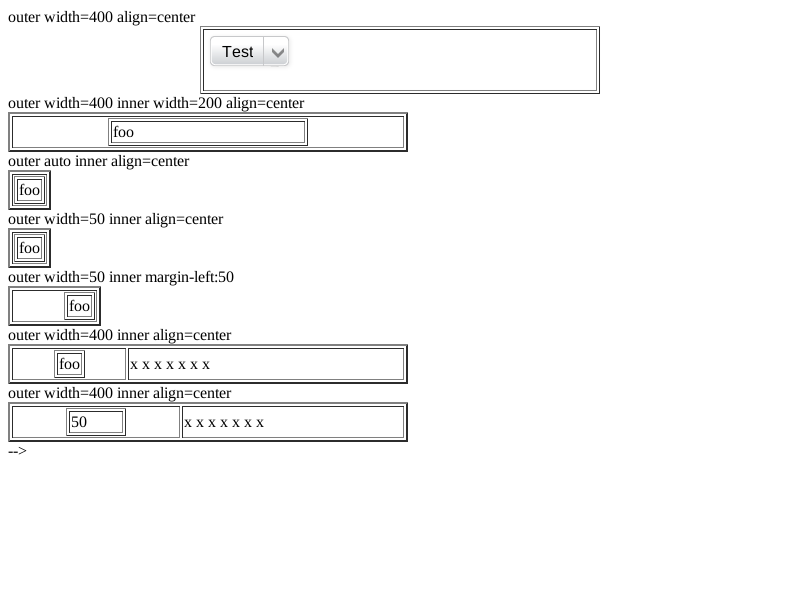 outer width=400 align=center
Test
outer width=400 inner width=200 align=center
foo
outer auto inner align=center
foo
outer width=50 inner align=center
foo
outer width=50 inner margin-left:50
foo
outer width=400 inner align=center
foo x x x x x x x
outer width=400 inner align=center
50 x x x x x x x
-->